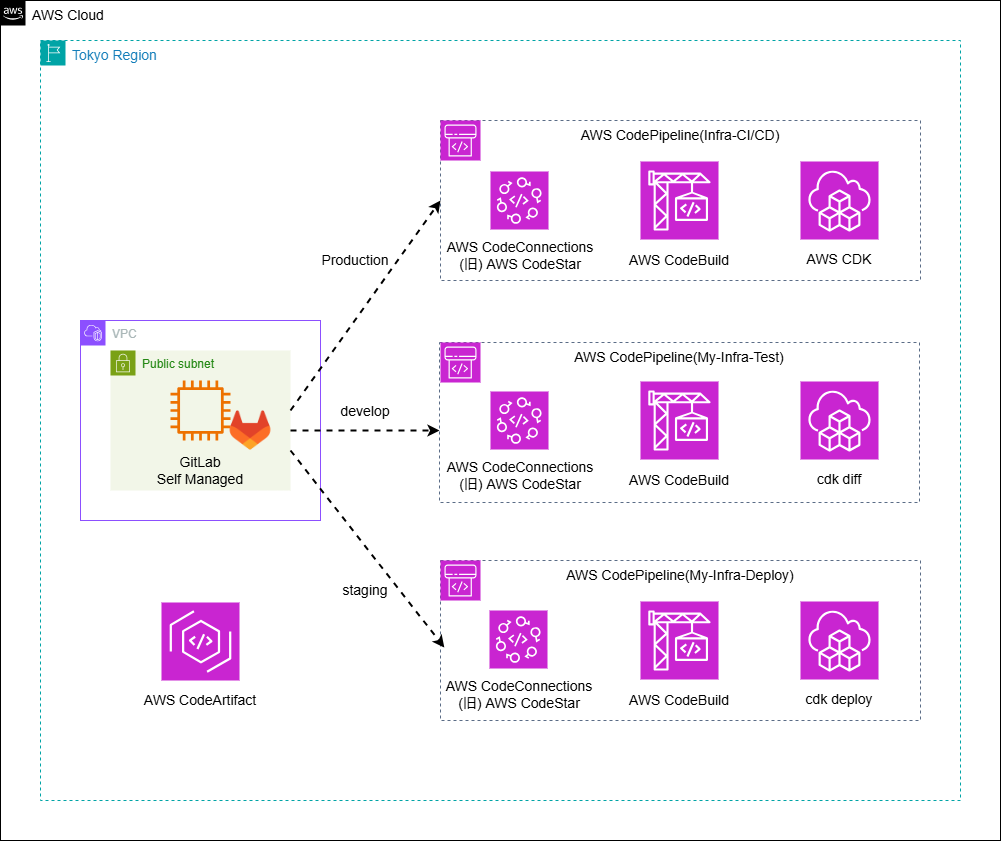 aws
AWS Cloud
Tokyo Region
AWS CodePipeline(Infra-CI/CD)
AWS CodeConnections
(旧) AWS CodeStar
AWS CodeBuild
AWS CDK
Production
VPC
Public subnet
GitLab
Self Managed
develop
AWS CodePipeline(My-Infra-Test)
AWS CodeConnections
(旧) AWS CodeStar
AWS CodeBuild
cdk diff
staging
AWS CodePipeline(My-Infra-Deploy)
AWS CodeConnections
(旧) AWS CodeStar
AWS CodeBuild
cdk deploy
AWS CodeArtifact